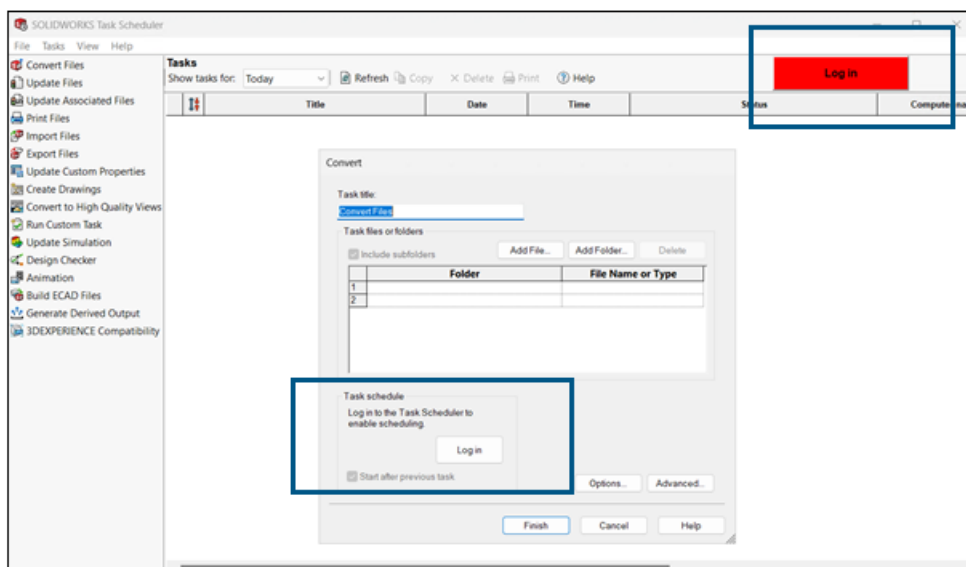 SOLIDWORKS Task Scheduler
File Tasks View Help
Convert Files
Update Files
Update Associated Files
Print Files
Import Files
Export Files
Update Custom Properties
Create Drawings
Convert to High Quality Views
Run Custom Task
Update Simulation
Design Checker
Animation
Build ECAD Files
Generate Derived Output
3DEXPERIENCE Compatibility
Tasks
Show tasks for: Today Refresh Copy Delete Print Help
Log in
Title Date Time Status
Convert
Task title:
Convert Files
Task files or folders
Include subfolders Add File... Add Folder... Delete
Folder File Name or Type
1
2
Task schedule
Log in to the Task Scheduler to
enable scheduling.
Log in
Start after previous task
Options... Advanced...
Finish Cancel Help